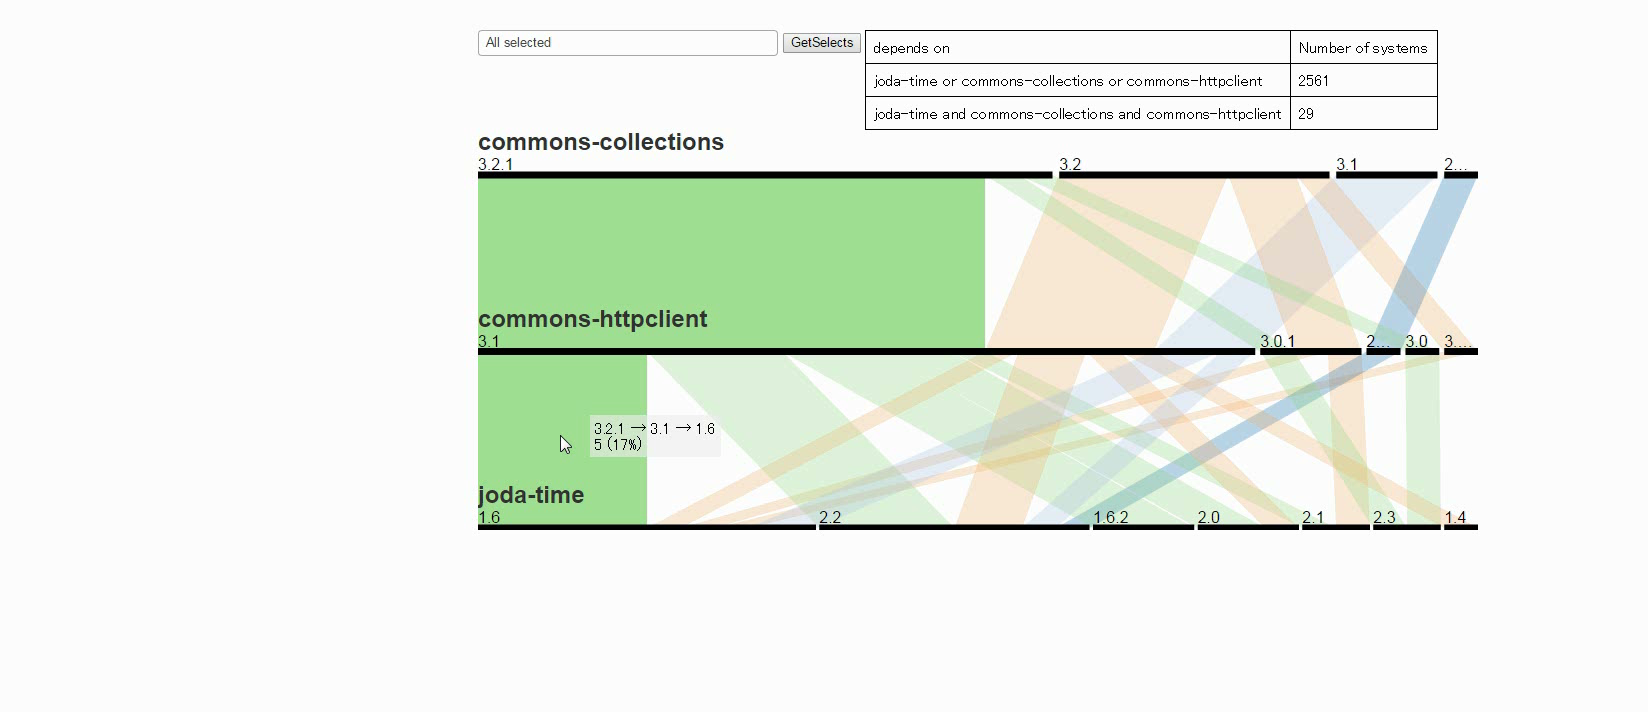 All selected
GetSelects
depends on
Number of systems
joda-time or commons-collections or commons-httpclient
2561
joda-time and commons-collections and commons-httpclient
29
commons-collections
3.2.1
3.2
3.1
2...
commons-httpclient
3.1
3.0.1
2...
3.0
3....
3.2.1 → 3.1 → 1.6
5 (17%)
joda-time
1.6
2.2
1.6.2
2.0
2.1
2.3
1.4